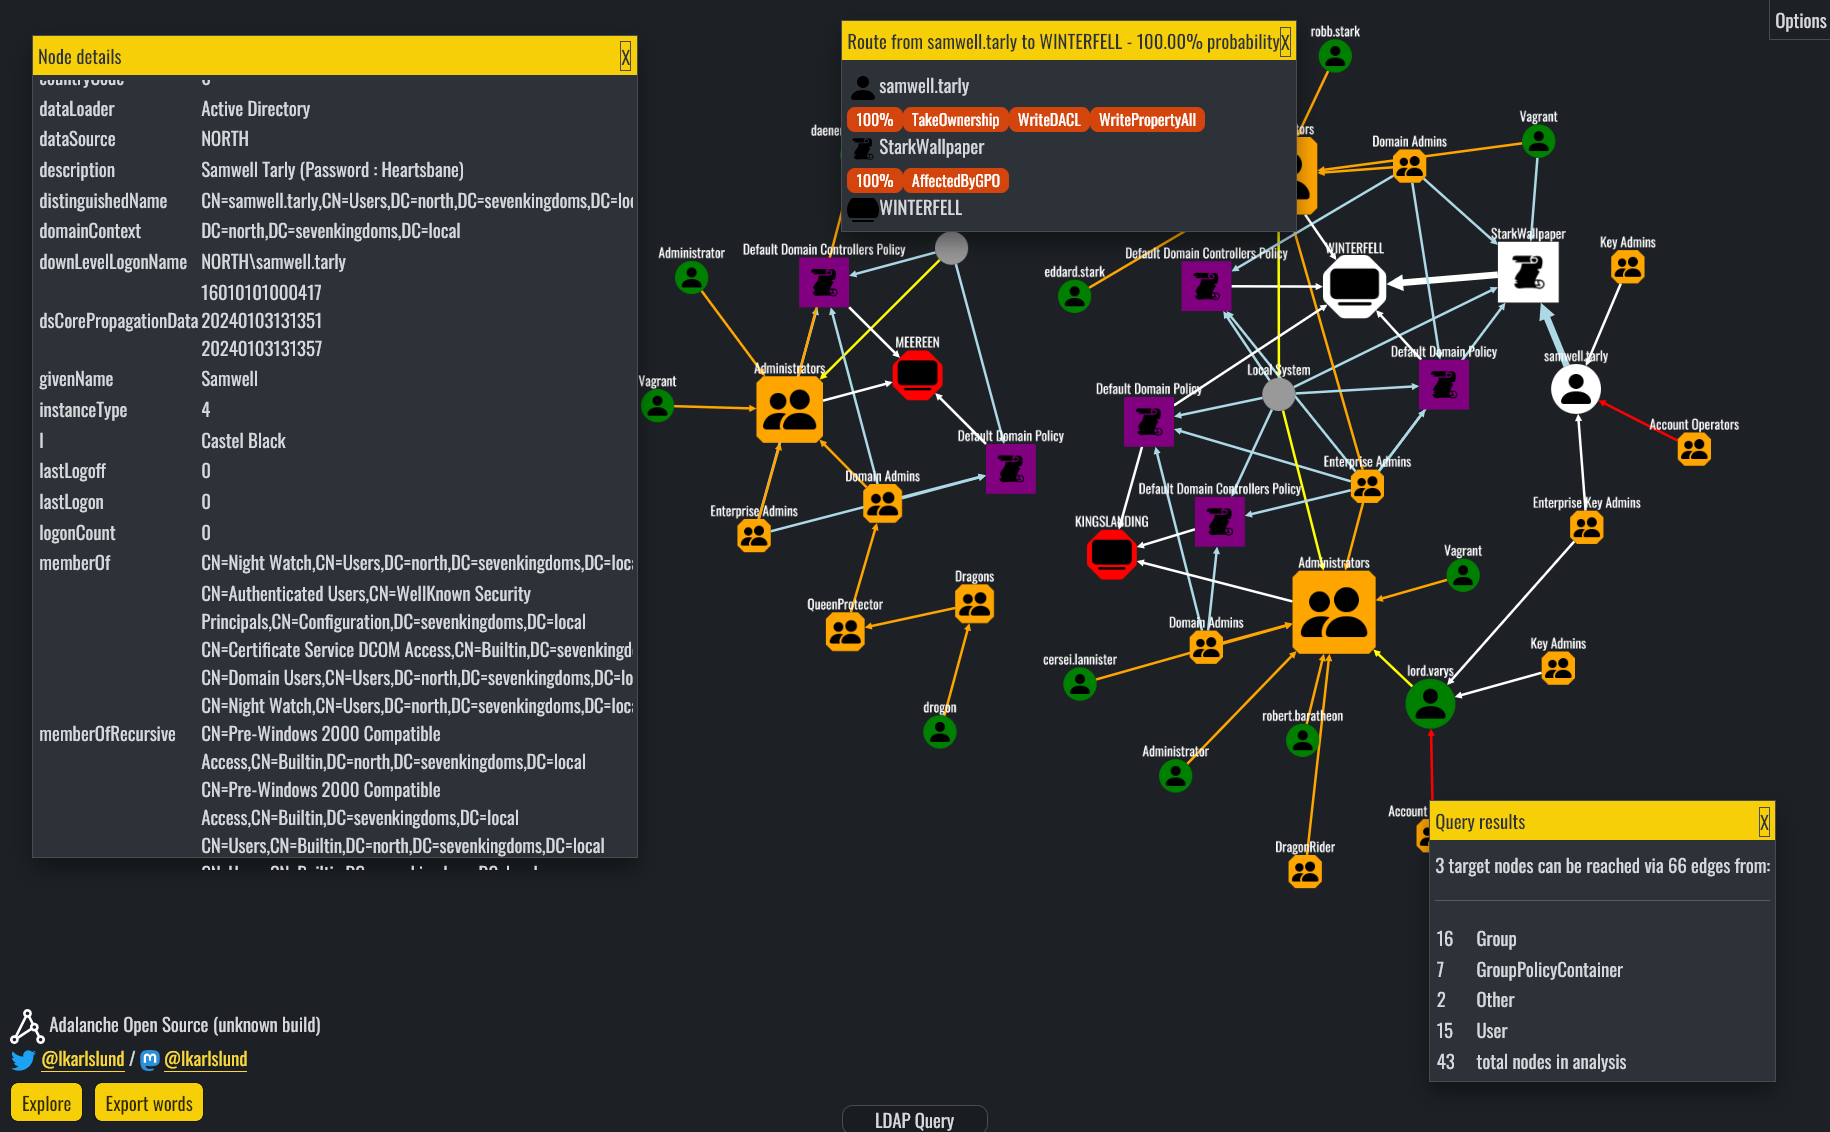 Options
Node details
X
countryCode 0
dataLoader Active Directory
dataSource NORTH
description Samwell Tarly (Password : Heartsbane)
distinguishedName CN=samwell.tarly,CN=Users,DC=north,DC=sevenkingdoms,DC=loc
domainContext DC=north,DC=sevenkingdoms,DC=local
downLevelLogonName NORTH\samwell.tarly
16010101000417
dsCorePropagationData 20240103131351
20240103131357
givenName Samwell
instanceType 4
l Castel Black
lastLogoff 0
lastLogon 0
logonCount 0
memberOf CN=Night Watch,CN=Users,DC=north,DC=sevenkingdoms,DC=loc
CN=Authenticated Users,CN=WellKnown Security
Principals,CN=Configuration,DC=sevenkingdoms,DC=local
CN=Certificate Service DCOM Access,CN=Builtin,DC=sevenkingd
CN=Domain Users,CN=Users,DC=north,DC=sevenkingdoms,DC=lo
CN=Night Watch,CN=Users,DC=north,DC=sevenkingdoms,DC=loc
memberOfRecursive CN=Pre-Windows 2000 Compatible
Access,CN=Builtin,DC=north,DC=sevenkingdoms,DC=local
CN=Pre-Windows 2000 Compatible
Access,CN=Builtin,DC=sevenkingdoms,DC=local
CN=Users,CN=Builtin,DC=north,DC=sevenkingdoms,DC=local
Route from samwell.tarly to WINTERFELL - 100.00% probability
X
samwell.tarly
100% TakeOwnership WriteDACL WritePropertyAll
StarkWallpaper
100% AffectedByGPO
WINTERFELL
robb.stark
daener
tors
Domain Admins
Vagrant
StarkWallpaper
Key Admins
Administrator
Default Domain Controllers Policy
eddard.stark
Default Domain Controllers Policy
WINTERFELL
MEEREEN
Administrators
Vagrant
Default Domain Policy
Local System
Default Domain Policy
samwell.tarly
Account Operators
Default Domain Policy
Domain Admins
Enterprise Admins
Enterprise Admins
Default Domain Controllers Policy
KINGSLANDING
Enterprise Key Admins
Administrators
Vagrant
Dragons
QueenProtector
Domain Admins
cersei.lannister
Key Admins
lord.varys
drogon
robert.baratheon
Administrator
Account
DragonRider
Query results
X
3 target nodes can be reached via 66 edges from:
16 Group
7 GroupPolicyContainer
2 Other
15 User
43 total nodes in analysis
Adalanche Open Source (unknown build)
@lkarlslund / @lkarlslund
Explore
Export words
LDAP Query